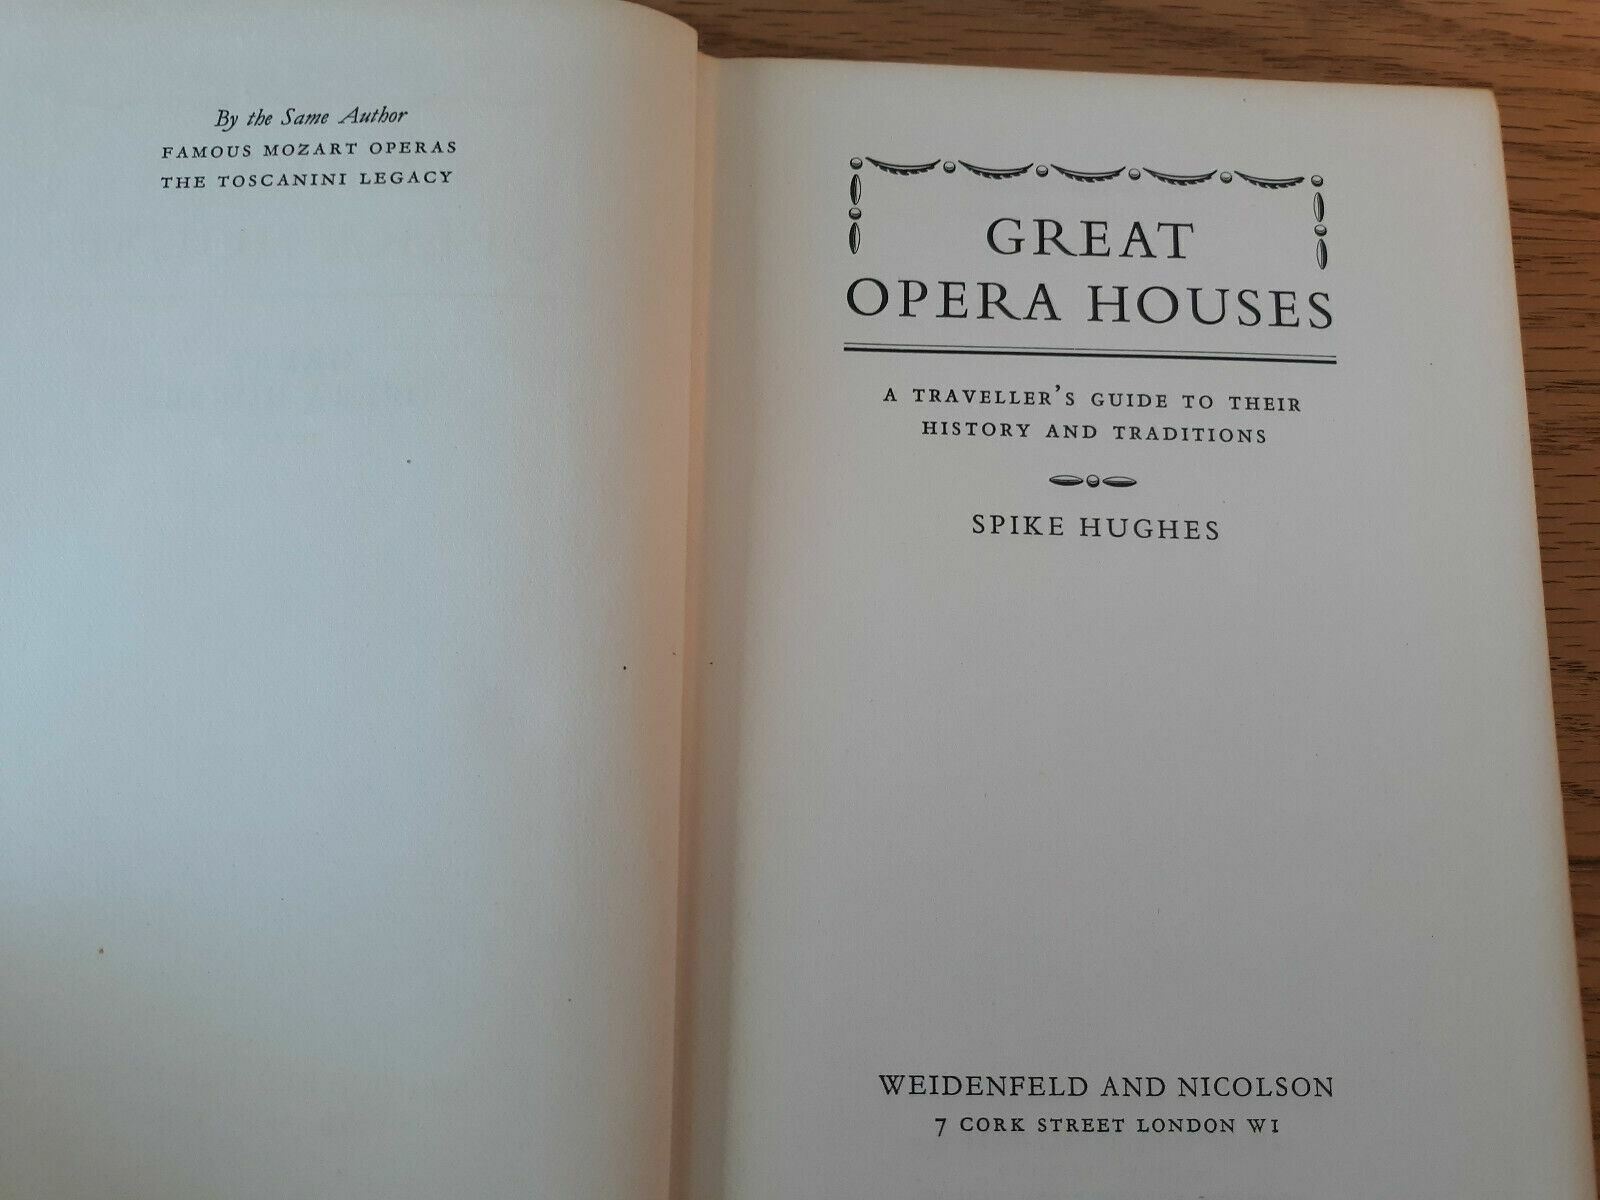 By the Same Author
FAMOUS MOZART OPERAS
THE TOSCANINI LEGACY
GREAT
OPERA HOUSES
A TRAVELLER'S GUIDE TO THEIR
HISTORY AND TRADITIONS
SPIKE HUGHES
WEIDENFELD AND NICOLSON
7 CORK STREET LONDON W1